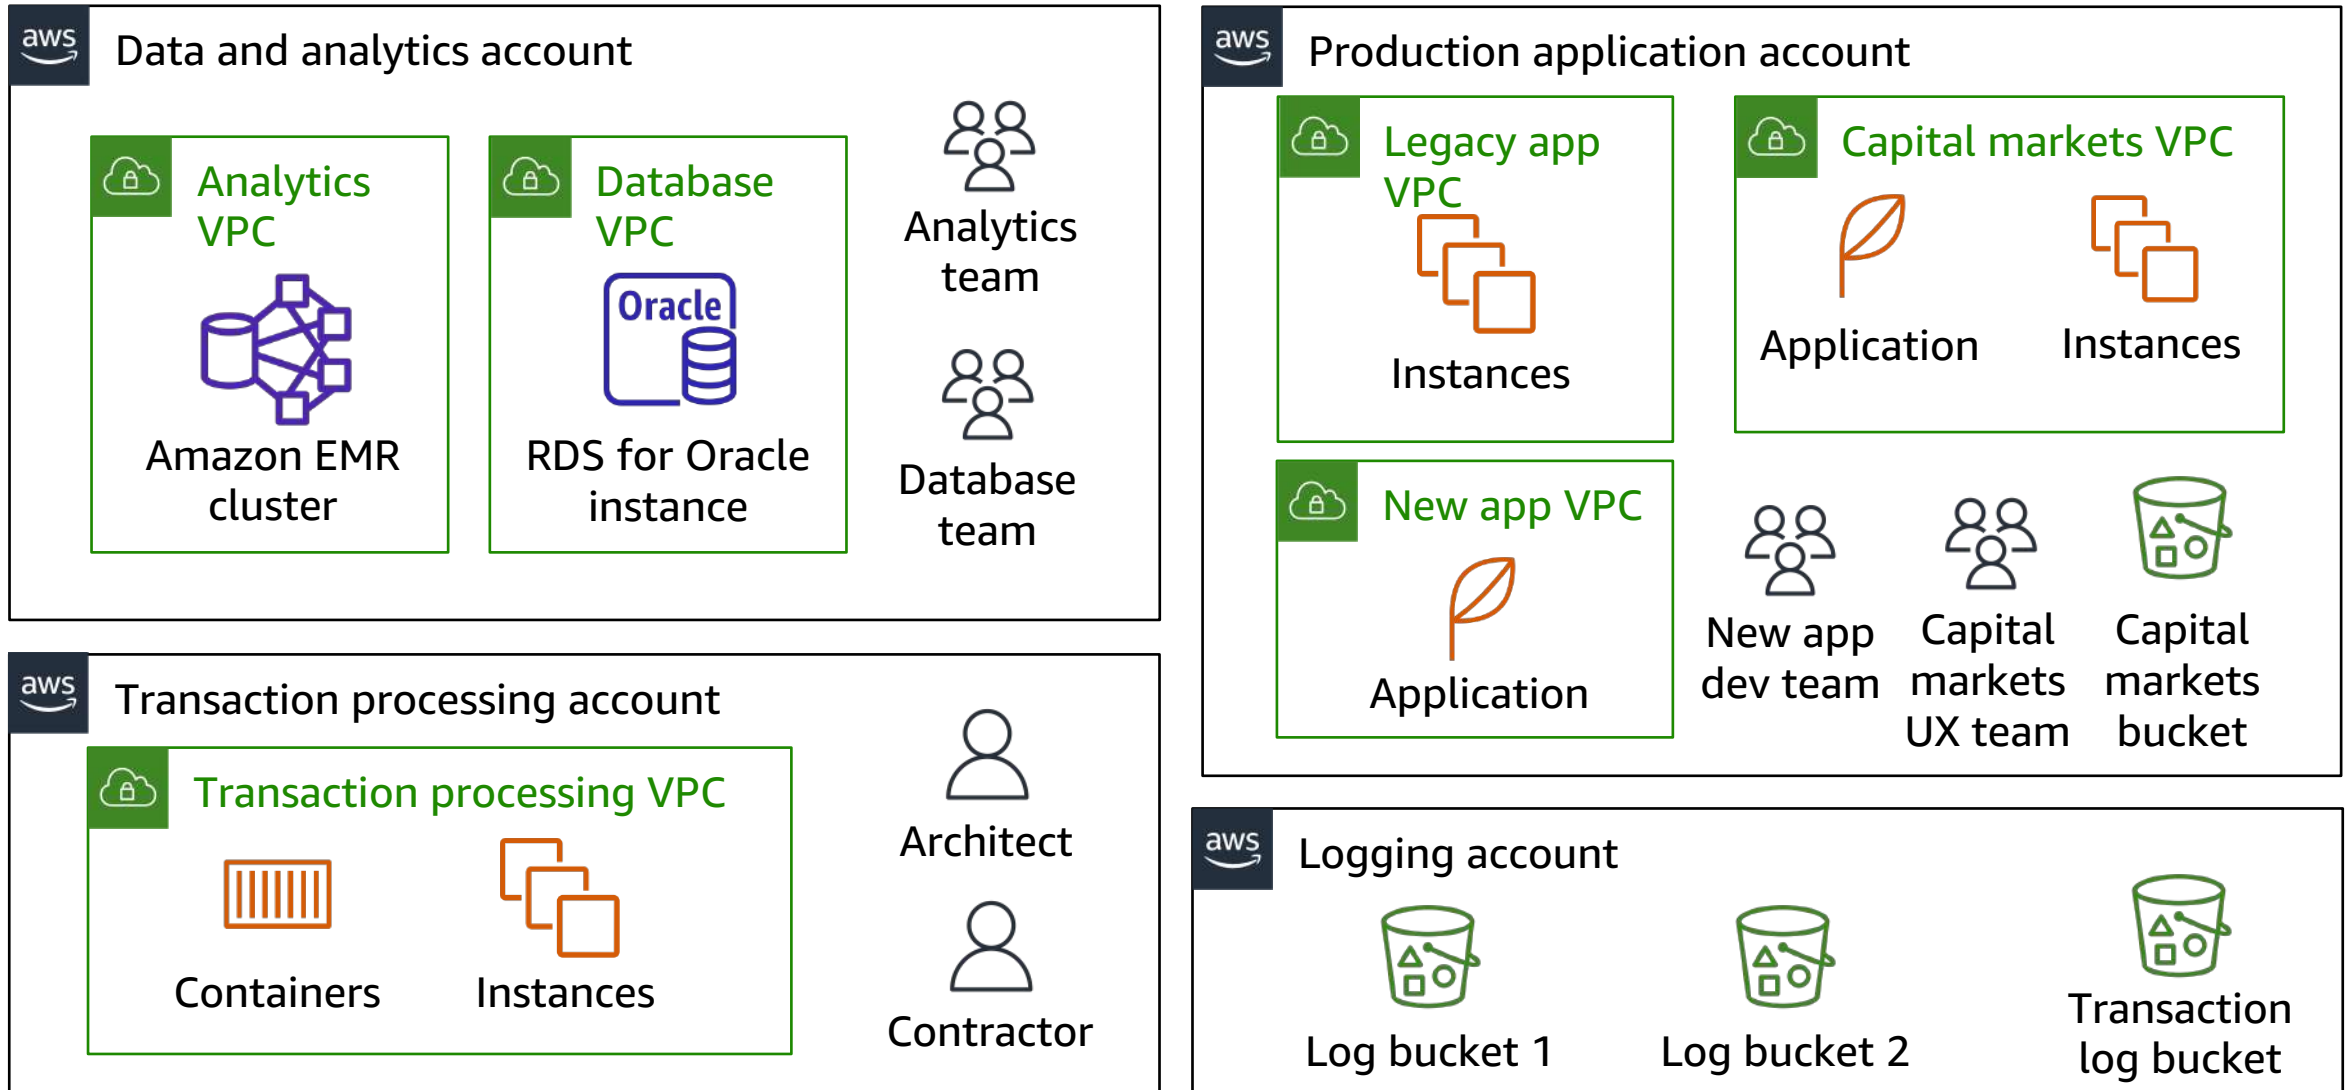 aws
Data and analytics account
Analytics
VPC
Amazon EMR
cluster
Database
VPC
Oracle
RDS for Oracle
instance
Analytics
team
Database
team
aws
Production application account
Legacy app
VPC
Instances
Capital markets VPC
Application
Instances
New app VPC
Application
New app
dev team
Capital
markets
UX team
Capital
markets
bucket
aws
Transaction processing account
Transaction processing VPC
Containers
Instances
Architect
Contractor
aws
Logging account
Log bucket 1
Log bucket 2
Transaction
log bucket